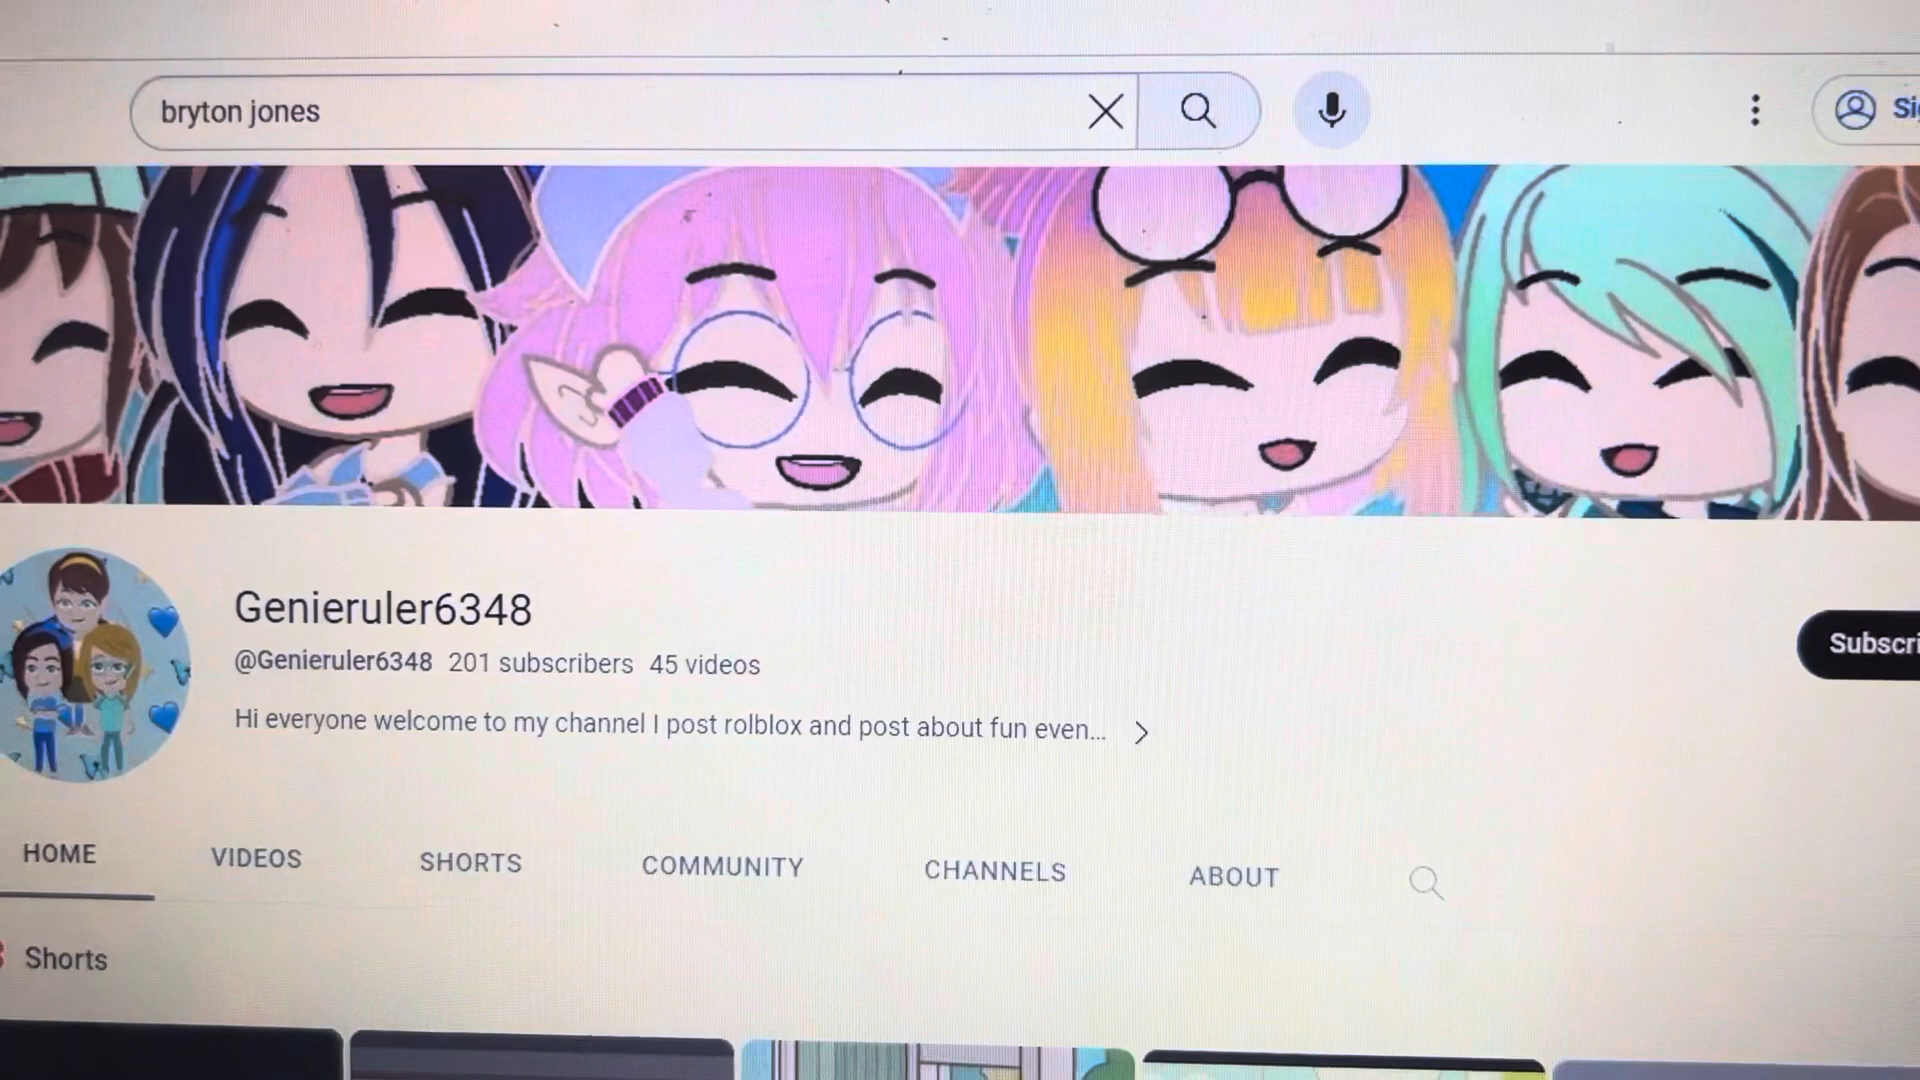 bryton jones
Si
Genieruler6348
@Genieruler6348 201 subscribers 45 videos
Subscri
Hi everyone welcome to my channel I post rolblox and post about fun even...
HOME VIDEOS SHORTS COMMUNITY CHANNELS ABOUT
Shorts